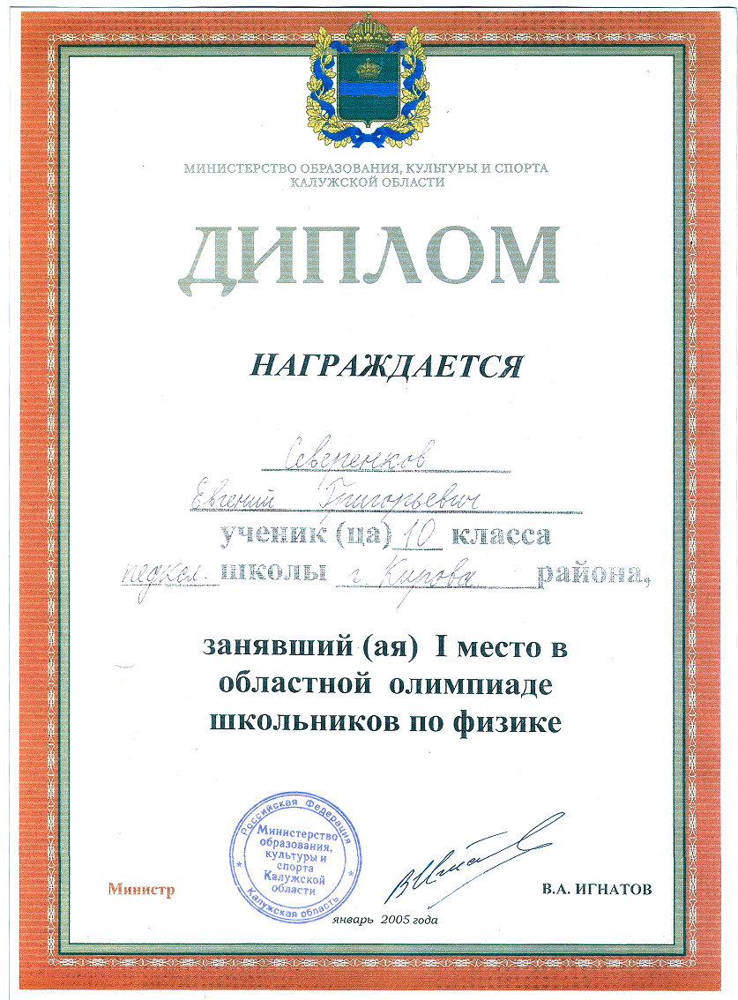 МИНИСТЕРСТВО ОБРАЗОВАНИЯ, КУЛЬТУРЫ И СПОРТА
КАЛУЖСКОЙ ОБЛАСТИ
ДИПЛОМ
НАГРАЖДАЕТСЯ
Северенков
Евгений Григорьевич
ученик (ца) 10 класса
педкл. школы г. Кирова района,
занявший (ая) I место в
областной олимпиаде
школьников по физике
Российская Федерация
Министерство
образования,
культуры и
спорта
Калужской
области
Калужская область
Министр
В.А. ИГНАТОВ
январь 2005 года